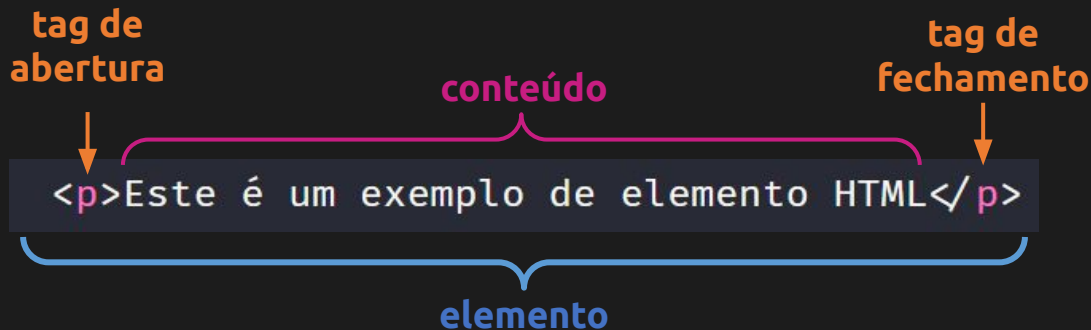 tag de
abertura
conteúdo
tag de
fechamento
<p>Este é um exemplo de elemento HTML</p>
elemento